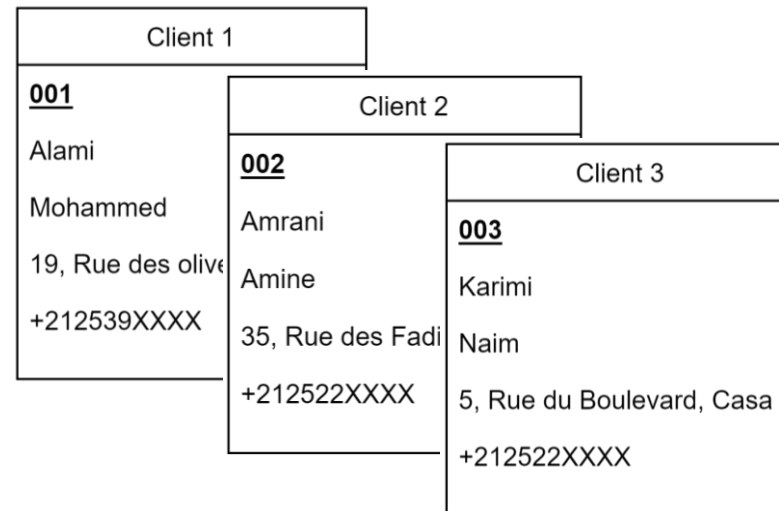 Client 1
001
Alami
Mohammed
19, Rue des olive
+212539XXXX
Client 2
002
Amrani
Amine
35, Rue des Fadi
+212522XXXX
Client 3
003
Karimi
Naim
5, Rue du Boulevard, Casa
+212522XXXX